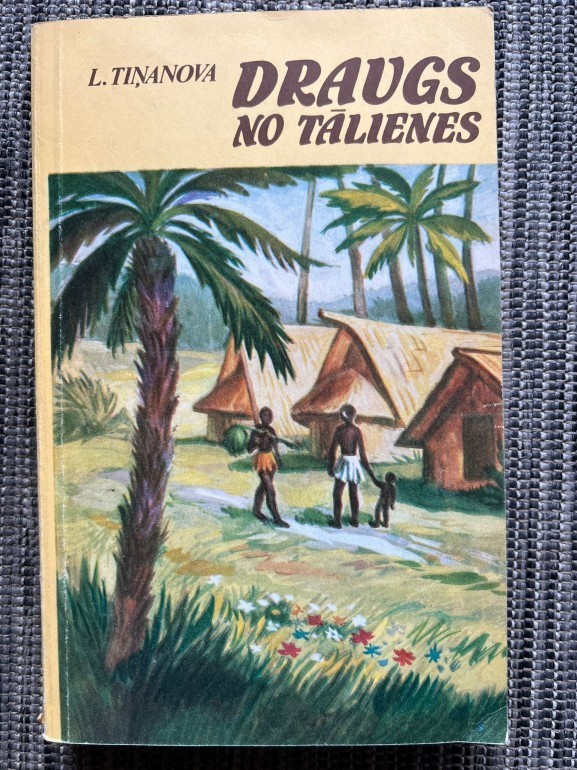 L. TIŅANOVA
DRAUGS
NO TĀLIENES